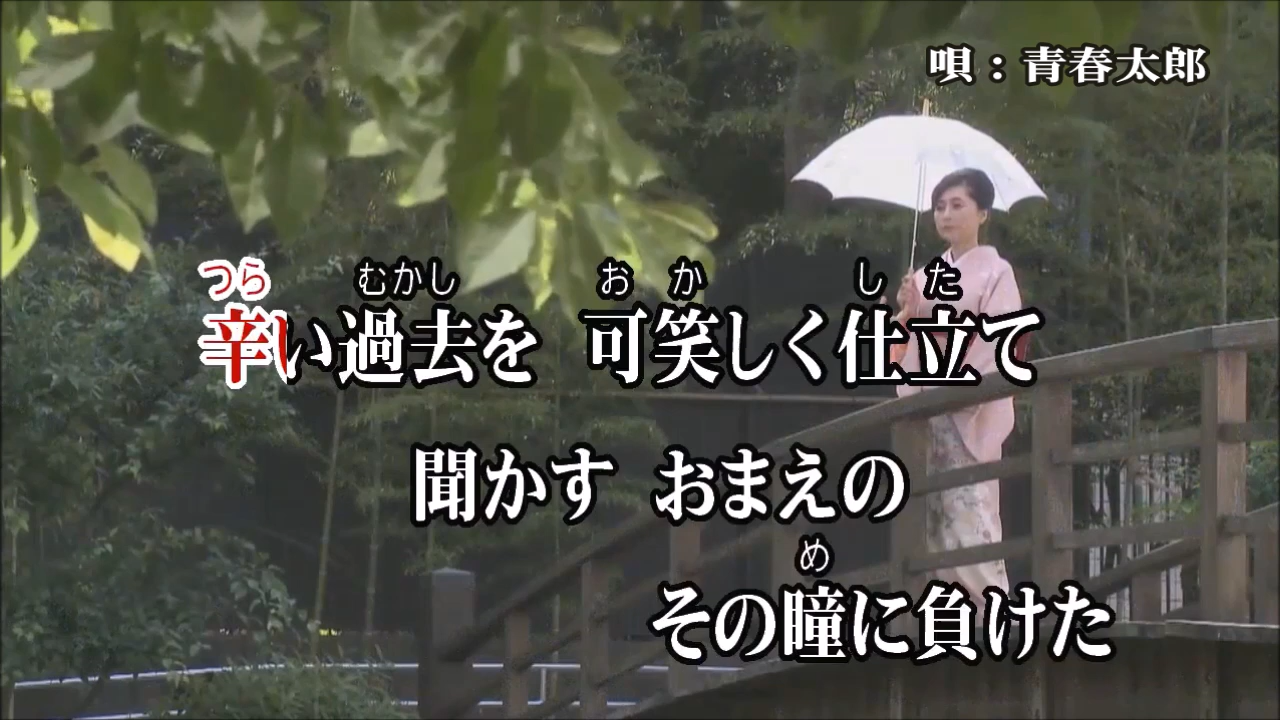 唄：青春太郎
つら むかし おか した
辛い過去を 可笑しく仕立て
聞かす おまえの
め
その瞳に負けた